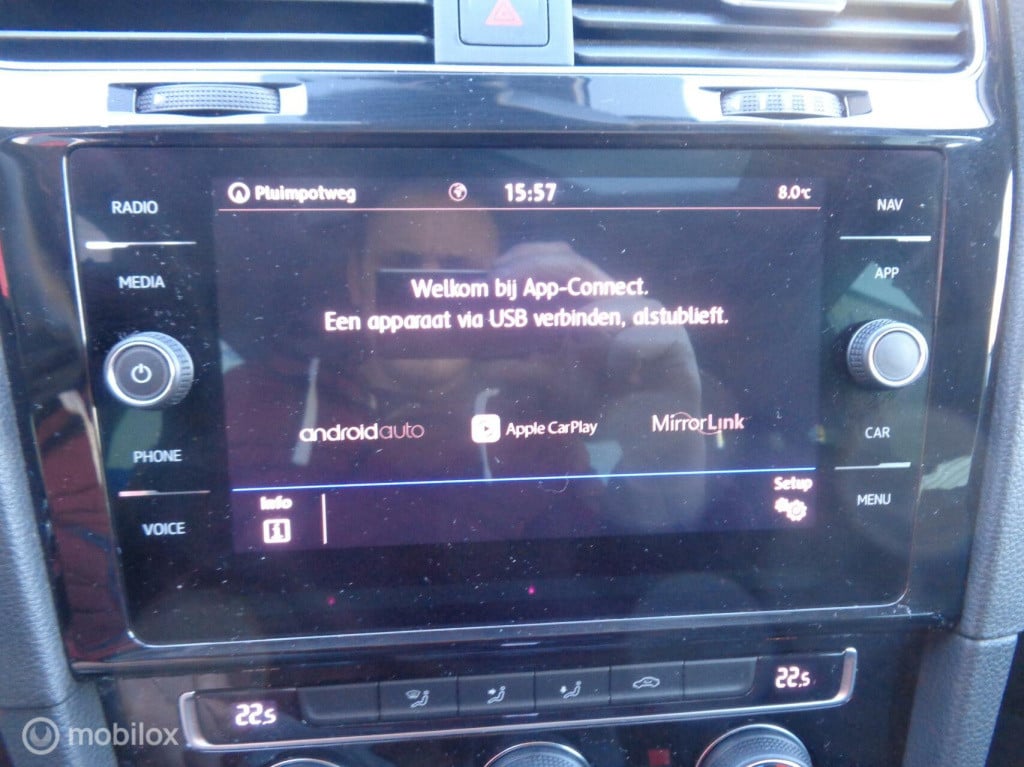 Pluimpotweg 15:57 8.0°C
RADIO
MEDIA
PHONE
VOICE
Welkom bij App-Connect.
Een apparaat via USB verbinden, alstublieft.
androidauto Apple CarPlay MirrorLink
Info Setup
NAV
APP
CAR
MENU
22.5 22.5
mobilox